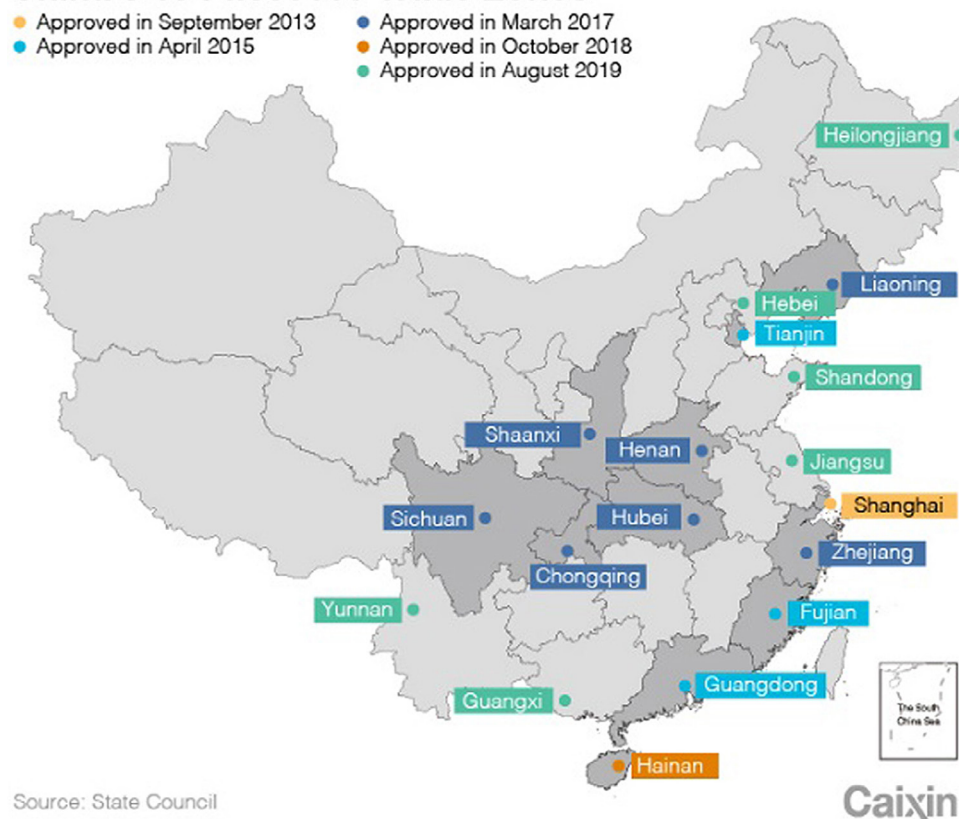 Approved in September 2013
Approved in April 2015
Approved in March 2017
Approved in October 2018
Approved in August 2019
Heilongjiang
Liaoning
Hebei
Tianjin
Shandong
Shaanxi
Henan
Jiangsu
Shanghai
Sichuan
Hubei
Zhejiang
Chongqing
Yunnan
Fujian
Guangdong
Guangxi
The South
China Sea
Hainan
Source: State Council
Caixin